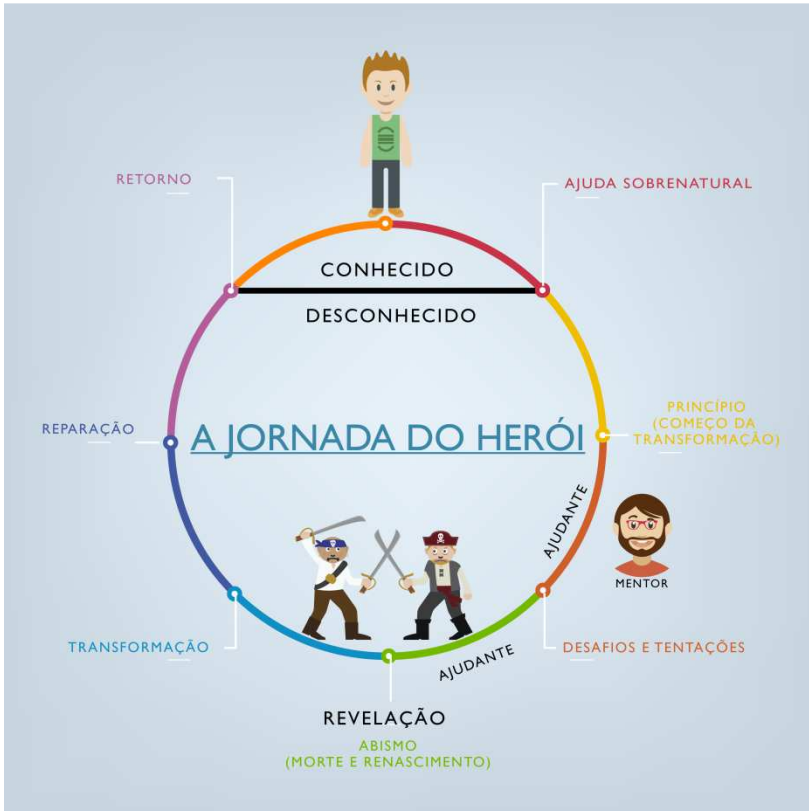 RETORNO
AJUDA SOBRENATURAL
CONHECIDO
DESCONHECIDO
PRINCÍPIO
(COMEÇO DA
TRANSFORMAÇÃO)
REPARAÇÃO
A JORNADA DO HERÓI
AJUDANTE
MENTOR
TRANSFORMAÇÃO
DESAFIOS E TENTAÇÕES
AJUDANTE
REVELAÇÃO
ABISMO
(MORTE E RENASCIMENTO)